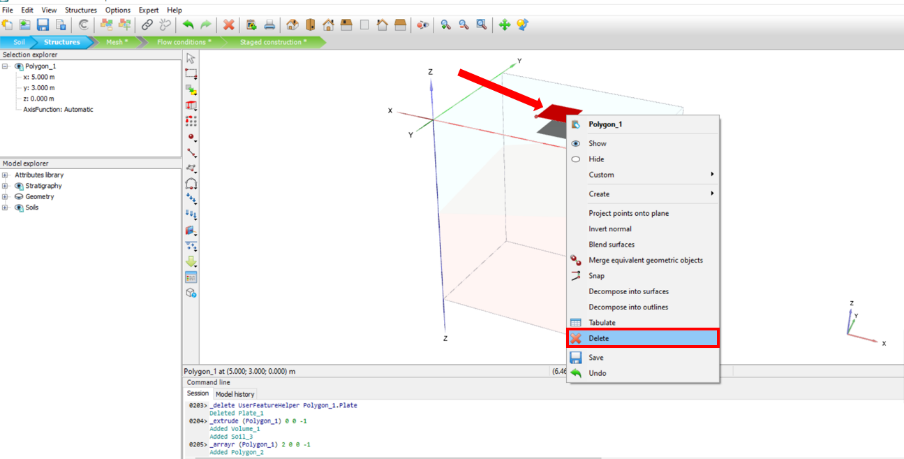 File Edit View Structures Options Expert Help
Soil Structures Mesh * Flow conditions * Staged construction *
Selection explorer
Polygon_1
x: 5.000 m
y: 3.000 m
z: 0.000 m
AxisFunction: Automatic
Model explorer
Attributes library
Stratigraphy
Geometry
Soils
Y
Z
X
Y
Z
Polygon_1
Show
Hide
Custom
Create
Project points onto plane
Invert normal
Blend surfaces
Merge equivalent geometric objects
Snap
Decompose into surfaces
Decompose into outlines
Tabulate
Delete
Save
Undo
Z
Y
X
Polygon_1 at (5.000; 3.000; 0.000) m
(6.46
Command line
Session Model history
0203> _delete UserFeatureHelper Polygon_1.Plate
Deleted Plate_1
0204> _extrude (Polygon_1) 0 0 -1
Added Volume_1
Added Soil_3
0205> _arrayr (Polygon_1) 2 0 0 -1
Added Polygon_2